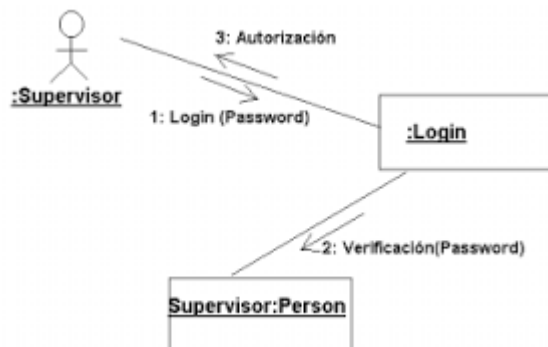 3: Autorización
:Supervisor
1: Login (Password)
:Login
2: Verificación(Password)
Supervisor:Person